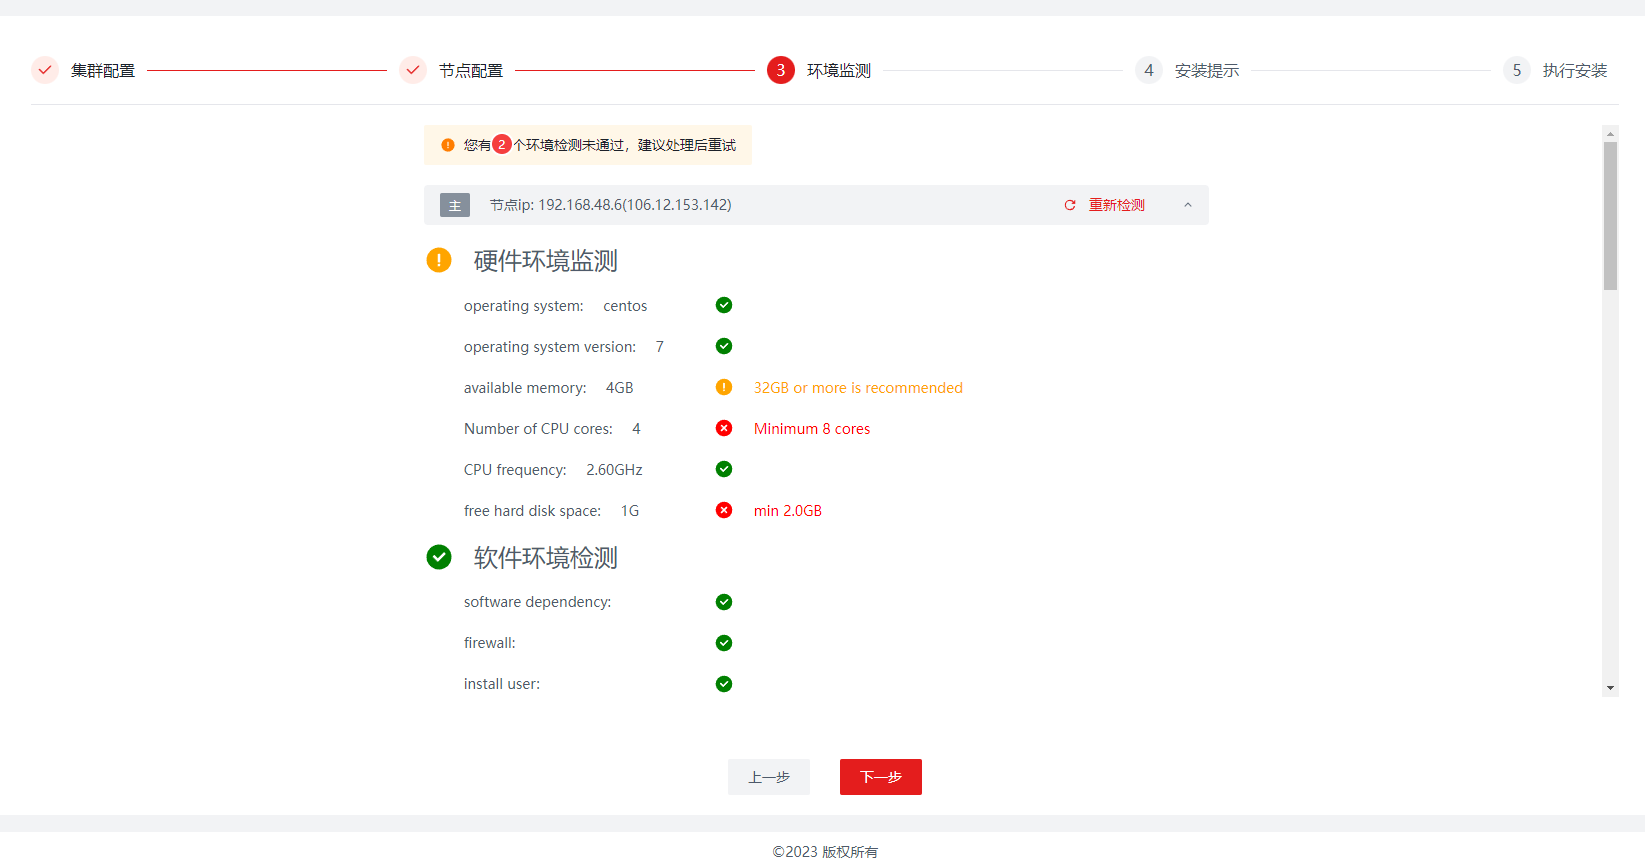 集群配置
节点配置
3 环境监测
4 安装提示
5 执行安装
您有2个环境检测未通过，建议处理后重试
主 节点ip: 192.168.48.6(106.12.153.142) 重新检测
硬件环境监测
operating system: centos
operating system version: 7
available memory: 4GB 32GB or more is recommended
Number of CPU cores: 4 Minimum 8 cores
CPU frequency: 2.60GHz
free hard disk space: 1G min 2.0GB
软件环境检测
software dependency:
firewall:
install user:
上一步 下一步
©2023 版权所有